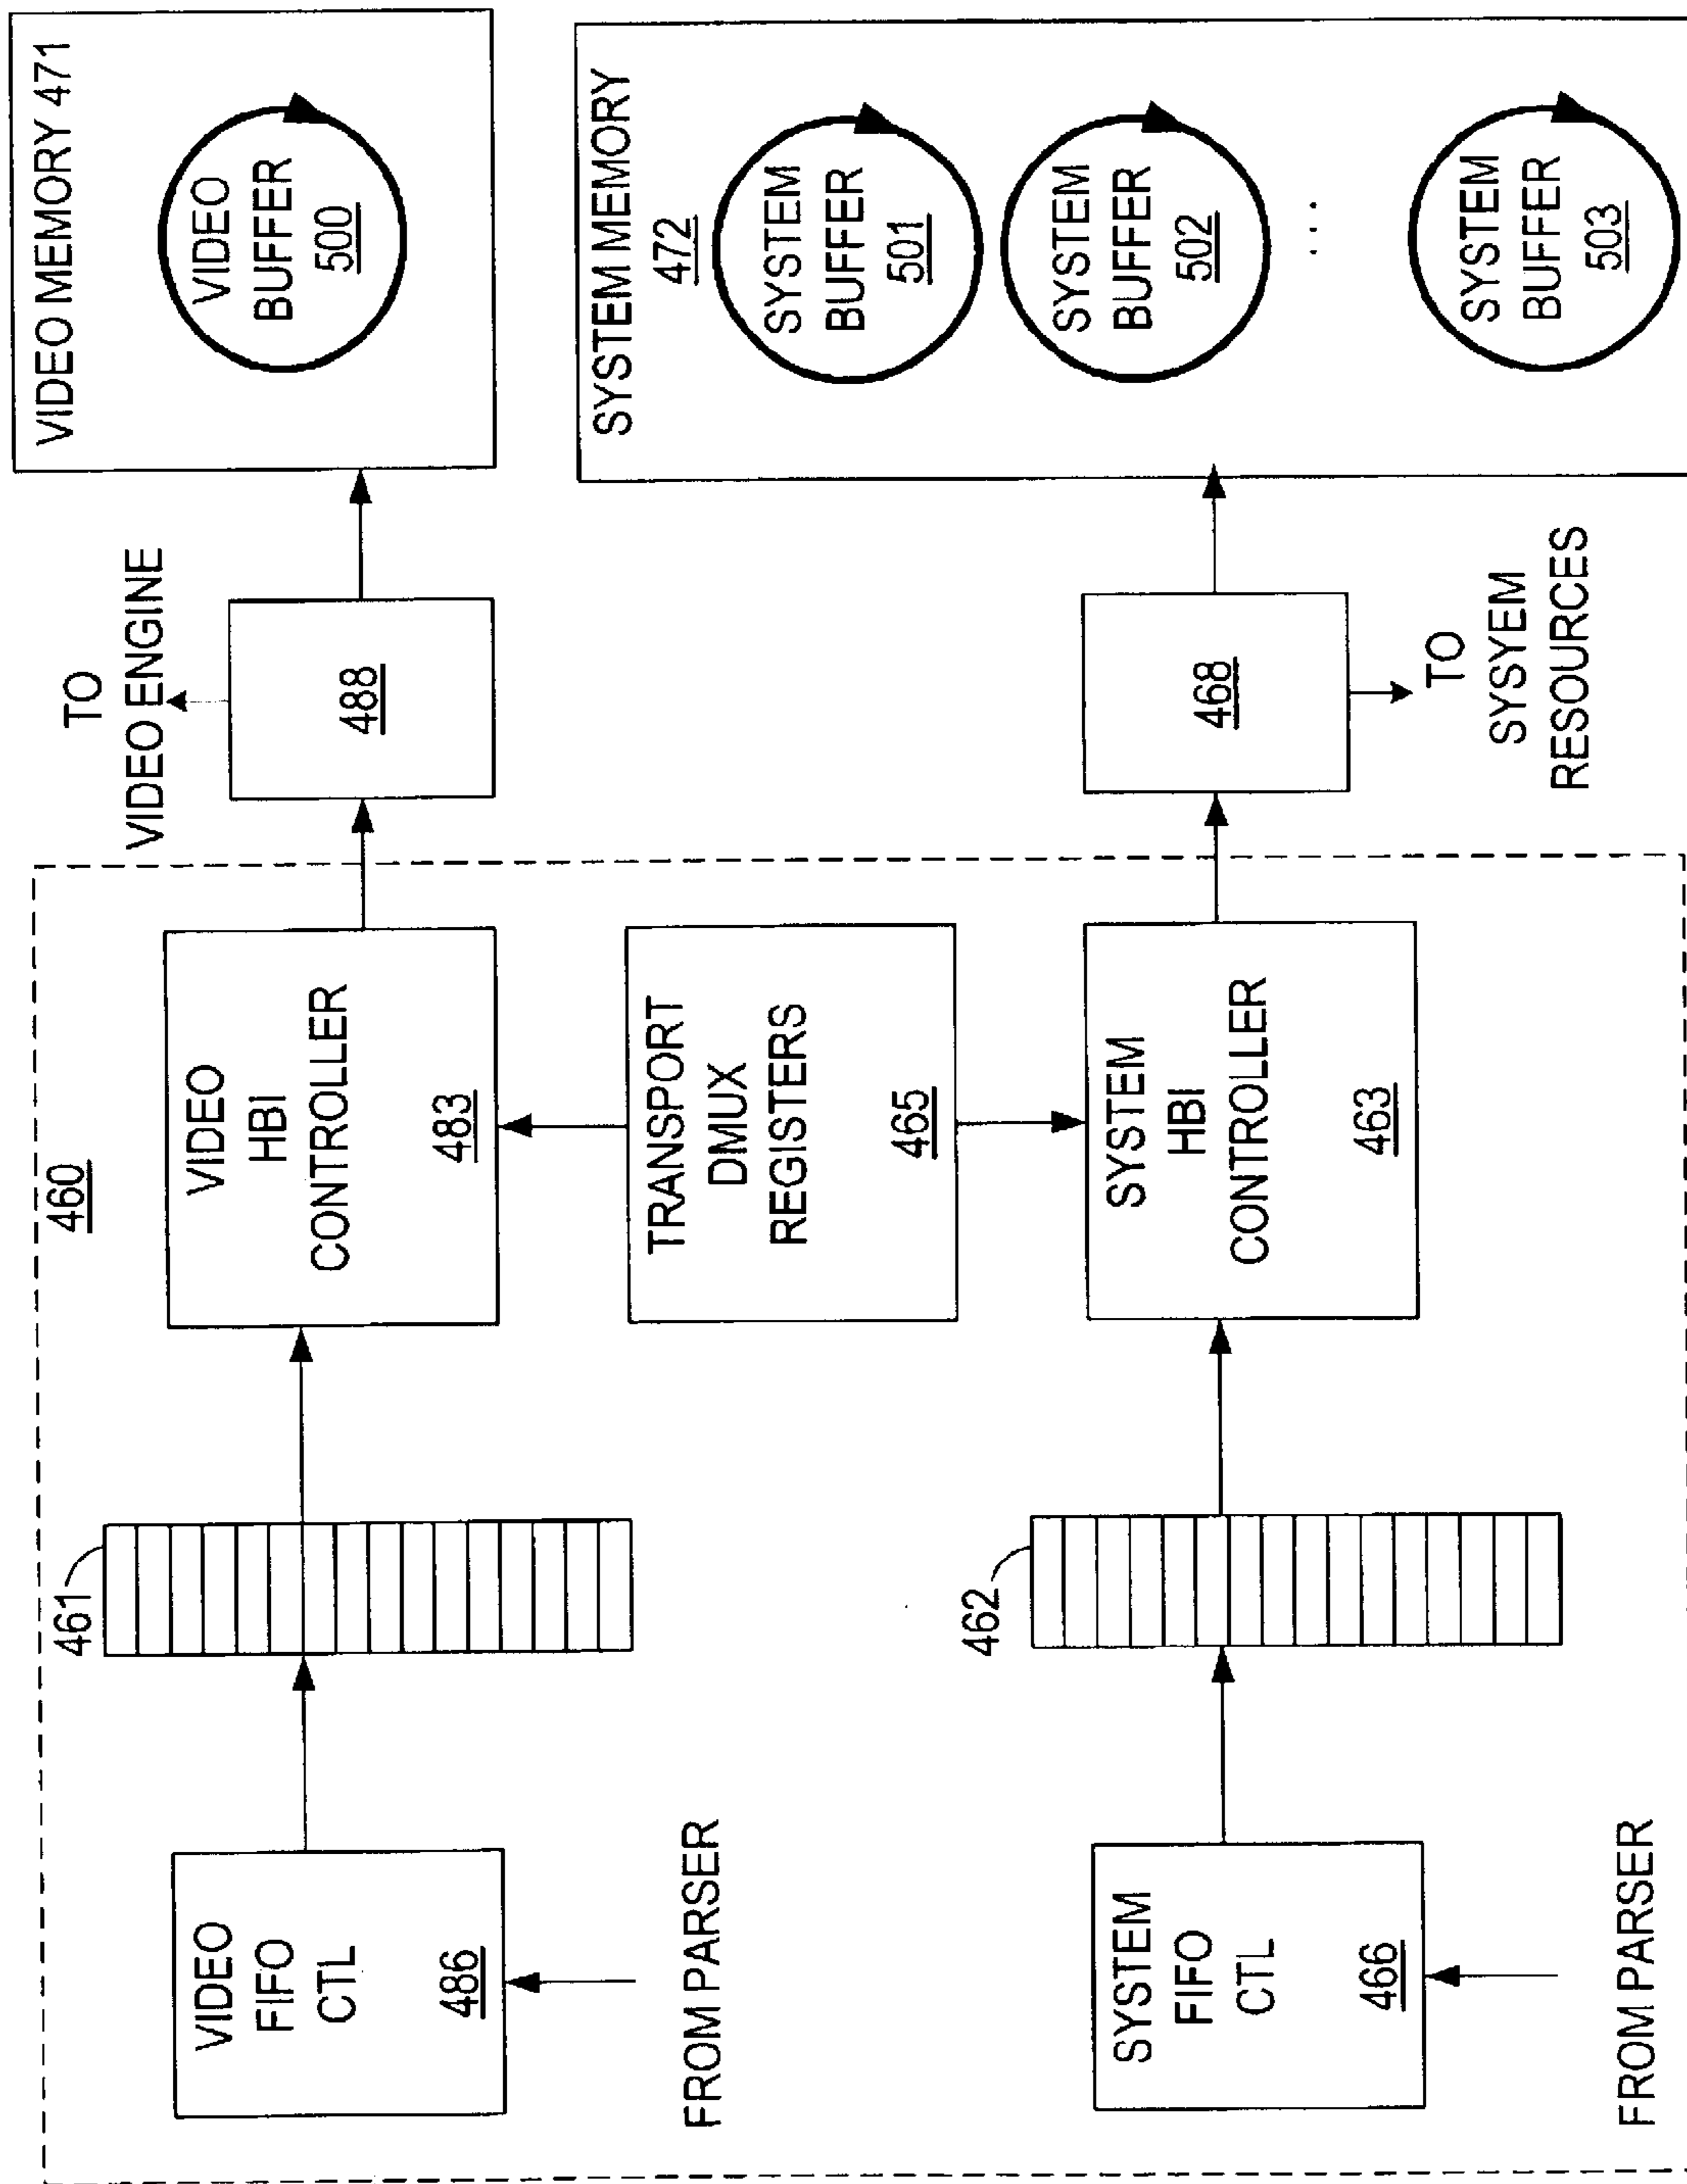 460
VIDEO
FIFO
CTL
486
FROM PARSER
461
VIDEO
HBI
CONTROLLER
483
TO
VIDEO ENGINE
488
VIDEO MEMORY 471
VIDEO
BUFFER
500
TRANSPORT
DMUX
REGISTERS
465
SYSTEM
FIFO
CTL
466
FROM PARSER
462
SYSTEM
HBI
CONTROLLER
463
468
TO
SYSYEM
RESOURCES
SYSTEM MEMORY
472
SYSTEM
BUFFER
501
SYSTEM
BUFFER
502
...
SYSTEM
BUFFER
503